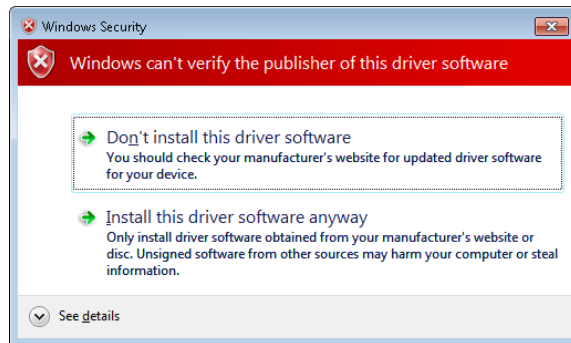 Windows Security
Windows can't verify the publisher of this driver software
Don't install this driver software
You should check your manufacturer's website for updated driver software
for your device.
Install this driver software anyway
Only install driver software obtained from your manufacturer's website or
disc. Unsigned software from other sources may harm your computer or steal
information.
See details